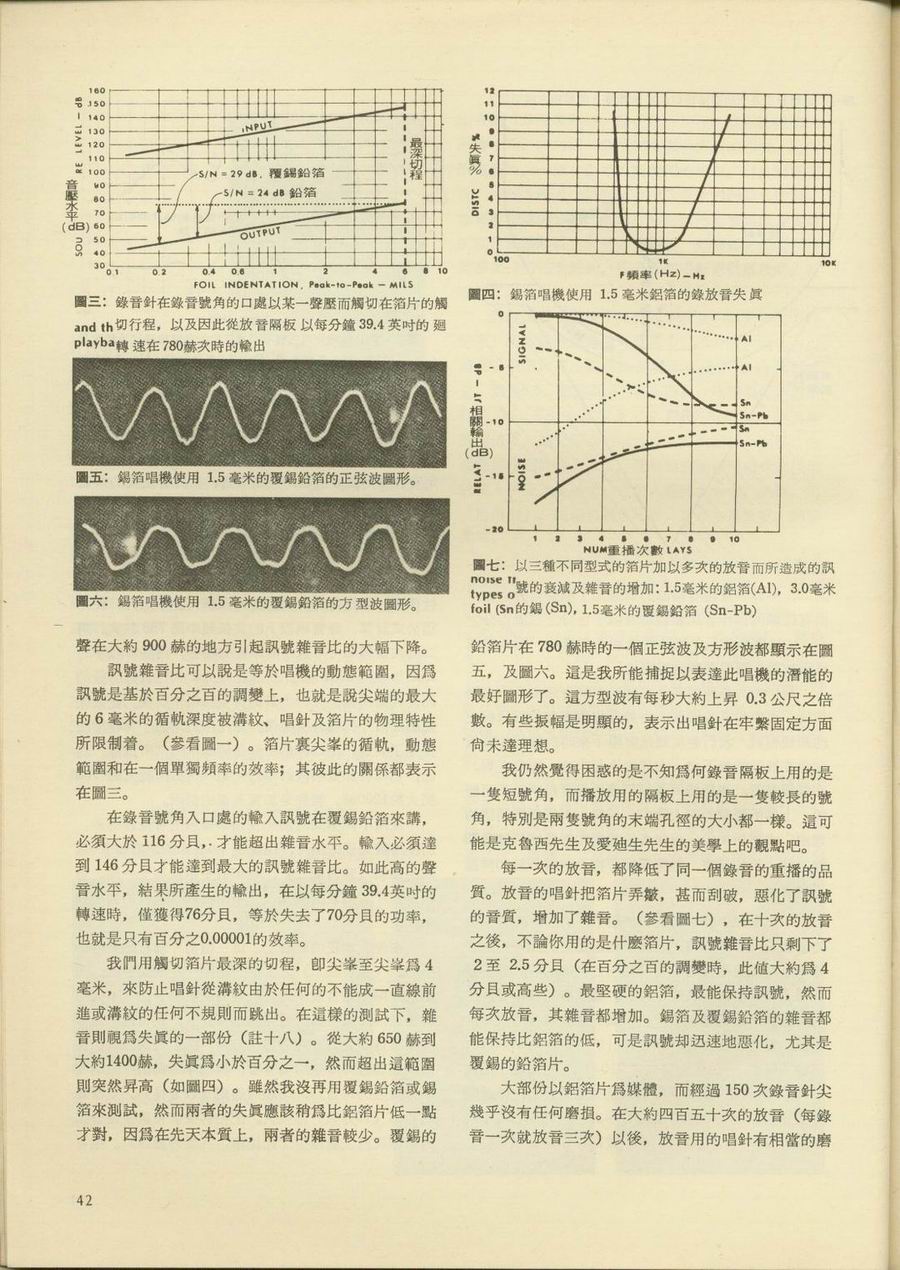 160
150
140
130
120
110
100
90
80
70
60
50
40
30
RE LEVEL — dB
SOU
音壓水平
(dB)
INPUT
S/N = 29 dB. 覆錫鉛箔
S/N = 24 dB 鉛箔
OUTPUT
最深切程
0.1 0.2 0.4 0.6 1 2 4 6 8 10
FOIL INDENTATION, Peak-to-Peak — MILS
圖三：錄音針在錄音號角的口處以某一聲壓而觸切在箔片的觸
and th切行程，以及因此從放音隔板 以每分鐘 39.4 英吋的 廻
playba轉 速在780赫次時的輸出
圖五：錫箔唱機使用 1.5 毫米的覆錫鉛箔的正弦波圖形。
圖六：錫箔唱機使用 1.5 毫米的覆錫鉛箔的方型波圖形。
聲在大約 900 赫的地方引起訊號雜音比的大幅下降。
訊號雜音比可以說是等於唱機的動態範圍，因爲
訊號是基於百分之百的調變上，也就是說尖端的最大
的 6 毫米的循軌深度被溝紋、唱針及箔片的物理特性
所限制着。（參看圖一）。箔片裏尖峯的循軌，動態
範圍和在一個單獨頻率的效率；其彼此的關係都表示
在圖三。
在錄音號角入口處的輸入訊號在覆錫鉛箔來講，
必須大於 116 分貝，才能超出雜音水平。輸入必須達
到 146 分貝才能達到最大的訊號雜音比。如此高的聲
音水平，結果所產生的輸出，在以每分鐘 39.4英吋的
轉速時，僅獲得76分貝，等於失去了70分貝的功率，
也就是只有百分之0.00001的效率。
我們用觸切箔片最深的切程，卽尖峯至尖峯爲 4
毫米，來防止唱針從溝紋由於任何的不能成一直線前
進或溝紋的任何不規則而跳出。在這樣的測試下，雜
音則視爲失眞的一部份（註十八）。從大約 650 赫到
大約1400赫，失眞爲小於百分之一，然而超出這範圍
則突然昇高（如圖四）。雖然我沒再用覆錫鉛箔或錫
箔來測試，然而兩者的失眞應該稍爲比鋁箔片低一點
才對，因爲在先天本質上，兩者的雜音較少。覆錫的
42
12
11
10
9
8
7
6
5
4
3
2
1
0
失眞%
DISTC %
100 1K 10K
F頻率(Hz)—Hz
圖四：錫箔唱機使用 1.5 毫米鋁箔的錄放音失眞
0
-5
-10
-15
-20
SIGNAL
NOISE
RELAT
UT — dB
相關輸出
(dB)
Al
Al
Sn
Sn-Pb
Sn
Sn-Pb
1 2 3 4 5 6 7 8 9 10
NUM重播次數LAYS
圖七：以三種不同型式的箔片加以多次的放音而所造成的訊
noise
types o號的衰減及雜音的增加：1.5毫米的鋁箔(Al)，3.0毫米
foil (Sn的錫 (Sn), 1.5毫米的覆錫鉛箔 (Sn-Pb)
鉛箔片在 780 赫時的一個正弦波及方形波都顯示在圖
五，及圖六。這是我所能捕捉以表達此唱機的潛能的
最好圖形了。這方型波有每秒大約上昇 0.3 公尺之倍
數。有些振幅是明顯的，表示出唱針在牢繫固定方面
尙未達理想。
我仍然覺得困惑的是不知爲何錄音隔板上用的是
一隻短號角，而播放用的隔板上用的是一隻較長的號
角，特別是兩隻號角的末端孔徑的大小都一樣。這可
能是克魯西先生及愛廸生先生的美學上的觀點吧。
每一次的放音，都降低了同一個錄音的重播的品
質。放音的唱針把箔片弄皺，甚而刮破，惡化了訊號
的音質，增加了雜音。（參看圖七），在十次的放音
之後，不論你用的是什麼箔片，訊號雜音比只剩下了
2 至 2.5 分貝（在百分之百的調變時，此値大約爲 4
分貝或高些）。最堅硬的鋁箔，最能保持訊號，然而
每次放音，其雜音都增加。錫箔及覆錫鉛箔的雜音都
能保持比鋁箔的低，可是訊號却迅速地惡化，尤其是
覆錫的鉛箔片。
大部份以鋁箔片爲媒體，而經過 150 次錄音針尖
幾乎沒有任何磨損。在大約四百五十次的放音（每錄
音一次就放音三次）以後，放音用的唱針有相當的磨